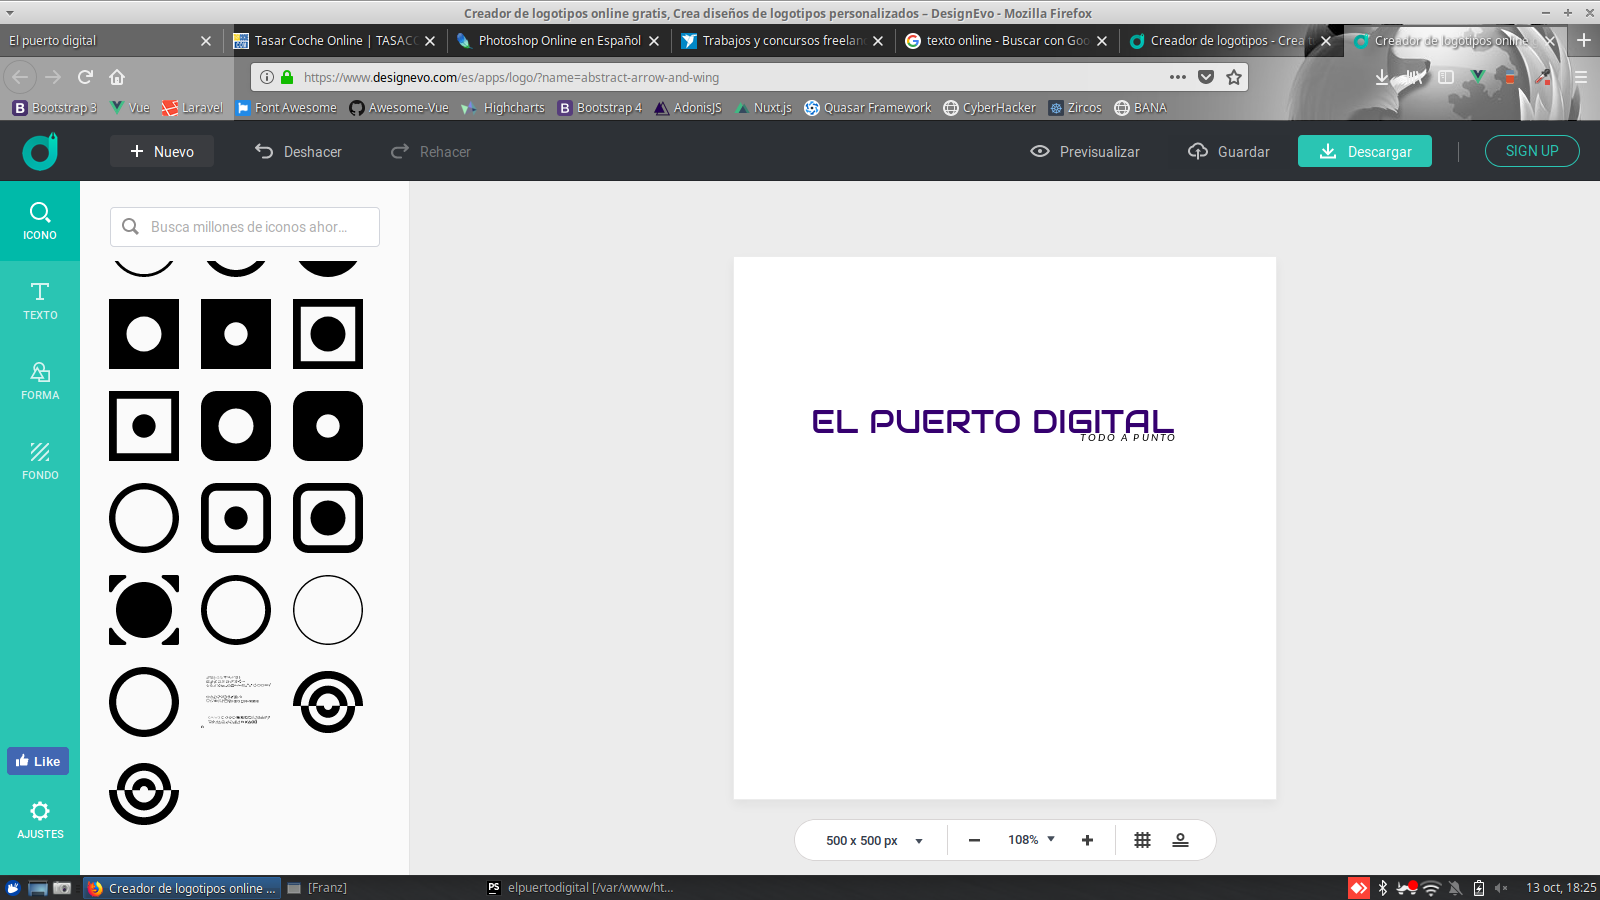 Creador de logotipos online gratis, Crea diseños de logotipos personalizados – DesignEvo - Mozilla Firefox
El puerto digital
Tasar Coche Online | TASACC
Photoshop Online en Español
Trabajos y concursos freelan
texto online - Buscar con Goo
Creador de logotipos - Crea t
Creador de logotipos online
https://www.designevo.com/es/apps/logo/?name=abstract-arrow-and-wing
Bootstrap 3
Vue
Laravel
Font Awesome
Awesome-Vue
Highcharts
Bootstrap 4
AdonisJS
Nuxt.js
Quasar Framework
CyberHacker
Zircos
BANA
Nuevo
Deshacer
Rehacer
Previsualizar
Guardar
Descargar
SIGN UP
ICONO
TEXTO
FORMA
FONDO
Like
AJUSTES
Busca millones de iconos ahor...
EL PUERTO DIGITAL
TODO A PUNTO
500 x 500 px
108%
Creador de logotipos online ...
[Franz]
PS
elpuertodigital [/var/www/ht...
13 oct, 18:25